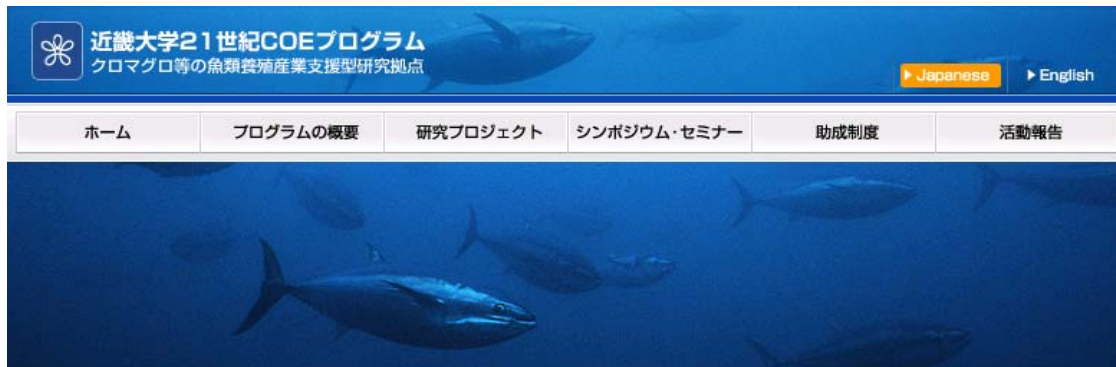 近畿大学21世紀COEプログラム
クロマグロ等の魚類養殖産業支援型研究拠点
Japanese English
ホーム プログラムの概要 研究プロジェクト シンポジウム・セミナー 助成制度 活動報告